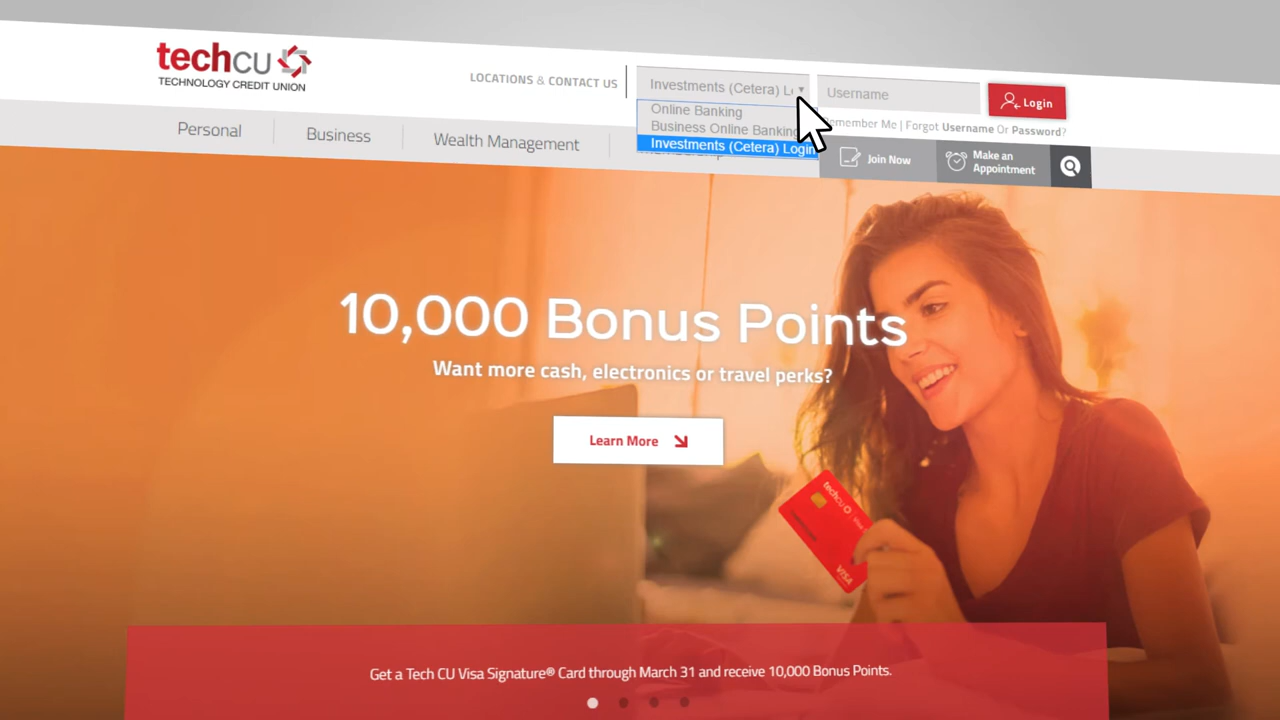 techcu
TECHNOLOGY CREDIT UNION
LOCATIONS & CONTACT US
Investments (Cetera) L
Username
Login
Online Banking
Business Online Banking
Investments (Cetera) Login
Remember Me | Forgot Username Or Password?
Personal
Business
Wealth Management
Join Now
Make an
Appointment
10,000 Bonus Points
Want more cash, electronics or travel perks?
Learn More
techcu
VISA
Get a Tech CU Visa Signature® Card through March 31 and receive 10,000 Bonus Points.